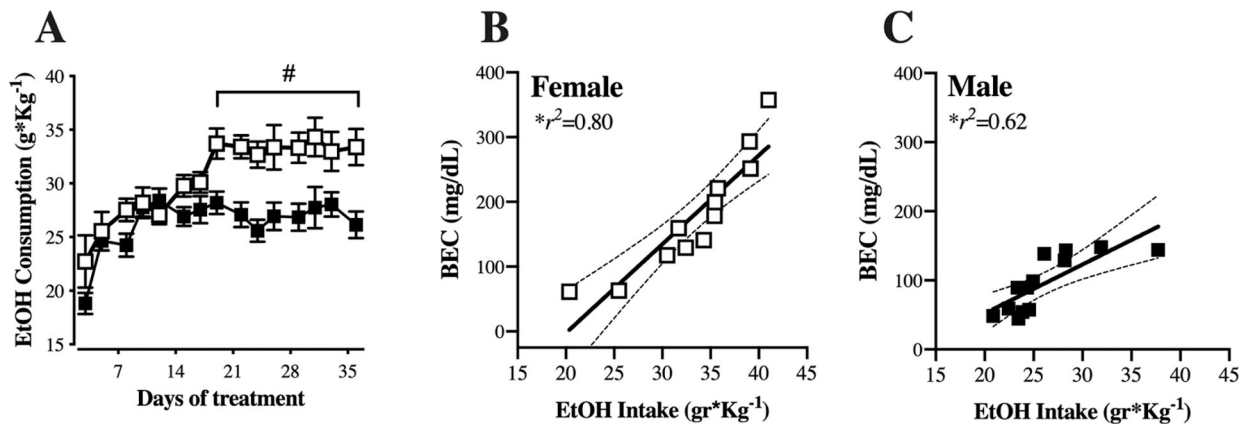 A
EtOH Consumption (g*Kg-1)
40
35
30
25
20
15
#
7
14
21
28
35
Days of treatment
B
BEC (mg/dL)
400
300
200
100
0
Female
*r2=0.80
15
20
25
30
35
40
45
EtOH Intake (gr*Kg-1)
C
BEC (mg/dL)
400
300
200
100
0
Male
*r2=0.62
15
20
25
30
35
40
45
EtOH Intake (gr*Kg-1)